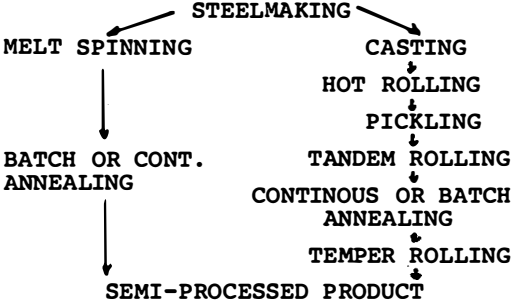 STEELMAKING
MELT SPINNING
CASTING
HOT ROLLING
PICKLING
BATCH OR CONT.
ANNEALING
TANDEM ROLLING
CONTINOUS OR BATCH
ANNEALING
TEMPER ROLLING
SEMI-PROCESSED PRODUCT